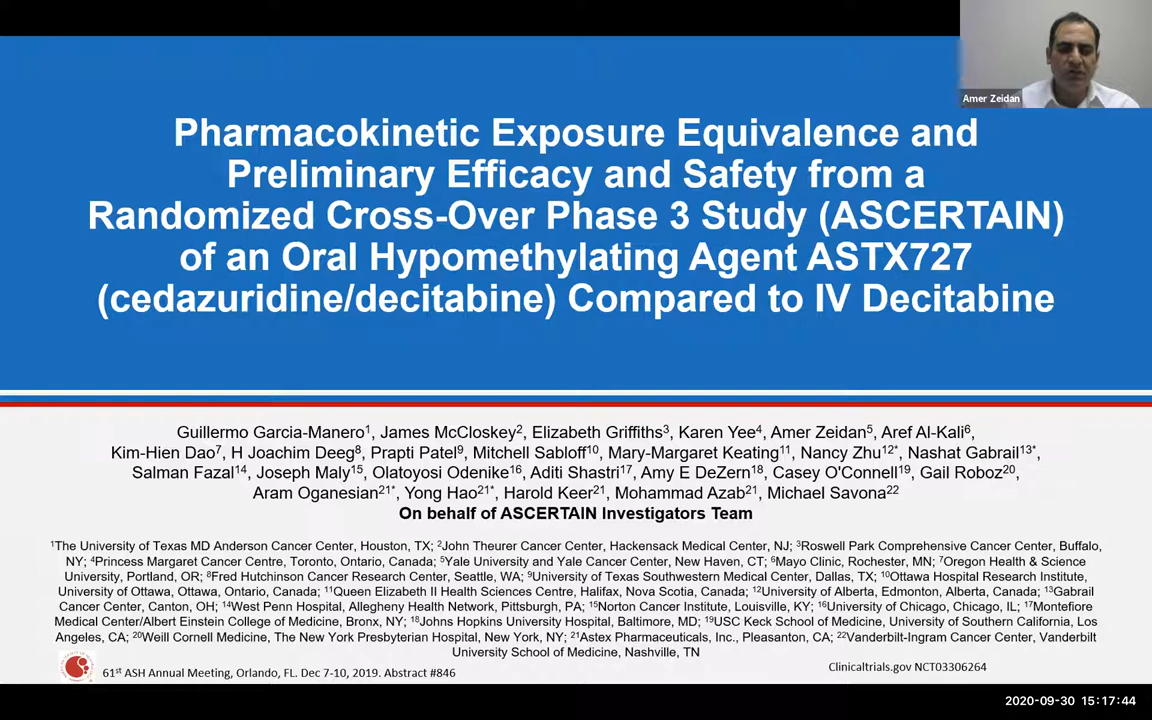 Amer Zeidan
Pharmacokinetic Exposure Equivalence and
Preliminary Efficacy and Safety from a
Randomized Cross-Over Phase 3 Study (ASCERTAIN)
of an Oral Hypomethylating Agent ASTX727
(cedazuridine/decitabine) Compared to IV Decitabine
Guillermo Garcia-Manero1, James McCloskey2, Elizabeth Griffiths3, Karen Yee4, Amer Zeidan5, Aref Al-Kali6,
Kim-Hien Dao7, H Joachim Deeg8, Prapti Patel9, Mitchell Sabloff10, Mary-Margaret Keating11, Nancy Zhu12*, Nashat Gabrail13*,
Salman Fazal14, Joseph Maly15, Olatoyosi Odenike16, Aditi Shastri17, Amy E DeZern18, Casey O'Connell19, Gail Roboz20,
Aram Oganesian21*, Yong Hao21*, Harold Keer21, Mohammad Azab21, Michael Savona22
On behalf of ASCERTAIN Investigators Team
1The University of Texas MD Anderson Cancer Center, Houston, TX; 2John Theurer Cancer Center, Hackensack Medical Center, NJ; 3Roswell Park Comprehensive Cancer Center, Buffalo,
NY; 4Princess Margaret Cancer Centre, Toronto, Ontario, Canada; 5Yale University and Yale Cancer Center, New Haven, CT; 6Mayo Clinic, Rochester, MN; 7Oregon Health & Science
University, Portland, OR; 8Fred Hutchinson Cancer Research Center, Seattle, WA; 9University of Texas Southwestern Medical Center, Dallas, TX; 10Ottawa Hospital Research Institute,
University of Ottawa, Ottawa, Ontario, Canada; 11Queen Elizabeth II Health Sciences Centre, Halifax, Nova Scotia, Canada; 12University of Alberta, Edmonton, Alberta, Canada; 13Gabrail
Cancer Center, Canton, OH; 14West Penn Hospital, Allegheny Health Network, Pittsburgh, PA; 15Norton Cancer Institute, Louisville, KY; 16University of Chicago, Chicago, IL; 17Montefiore
Medical Center/Albert Einstein College of Medicine, Bronx, NY; 18Johns Hopkins University Hospital, Baltimore, MD; 19USC Keck School of Medicine, University of Southern California, Los
Angeles, CA; 20Weill Cornell Medicine, The New York Presbyterian Hospital, New York, NY; 21Astex Pharmaceuticals, Inc., Pleasanton, CA; 22Vanderbilt-Ingram Cancer Center, Vanderbilt
University School of Medicine, Nashville, TN
61st ASH Annual Meeting, Orlando, FL. Dec 7-10, 2019. Abstract #846
Clinicaltrials.gov NCT03306264
2020-09-30 15:17:44